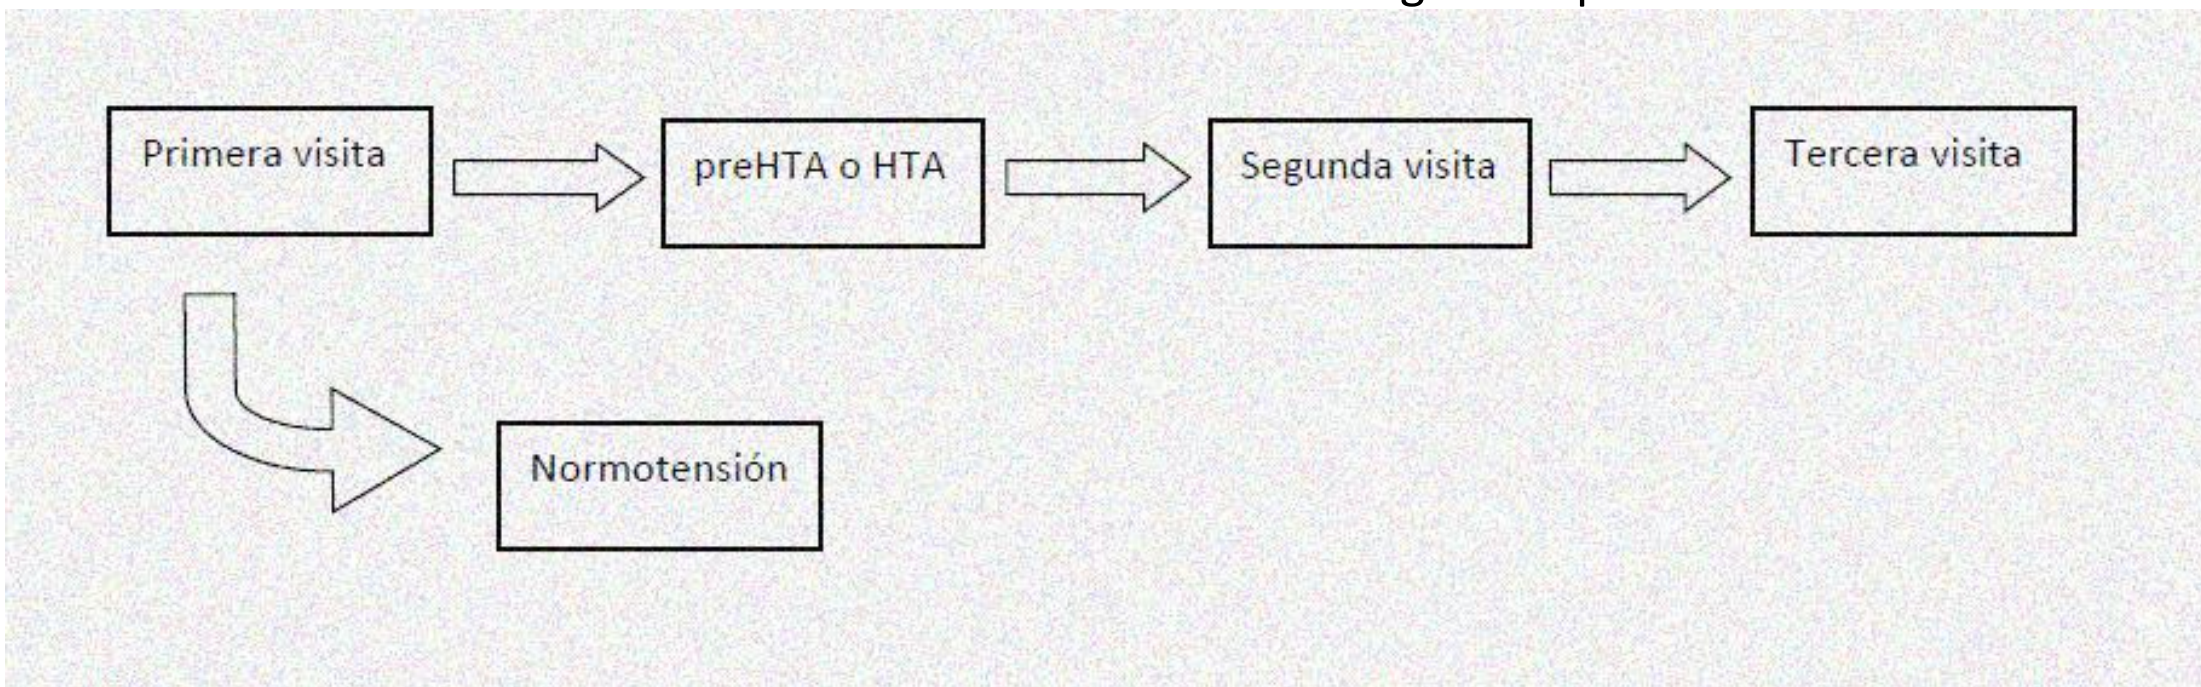 Primera visita
preHTA o HTA
Segunda visita
Tercera visita
Normotensión